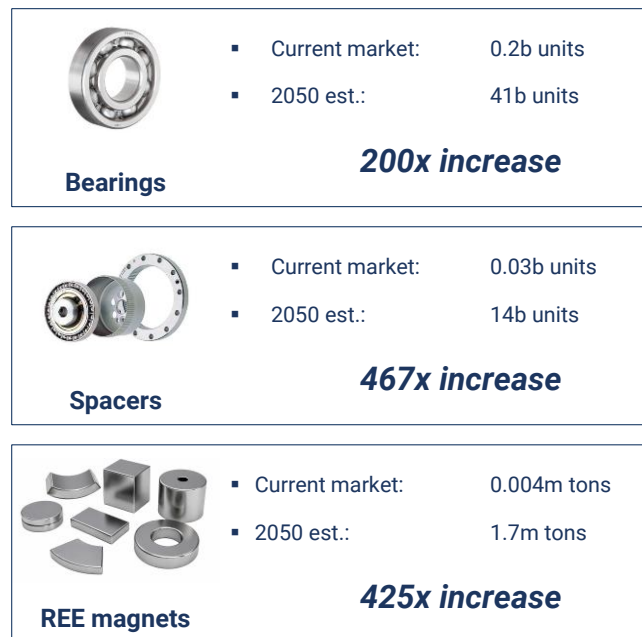 ▪ Current market: 0.2b units
▪ 2050 est.: 41b units
200x increase
Bearings
▪ Current market: 0.03b units
▪ 2050 est.: 14b units
467x increase
Spacers
▪ Current market: 0.004m tons
▪ 2050 est.: 1.7m tons
425x increase
REE magnets